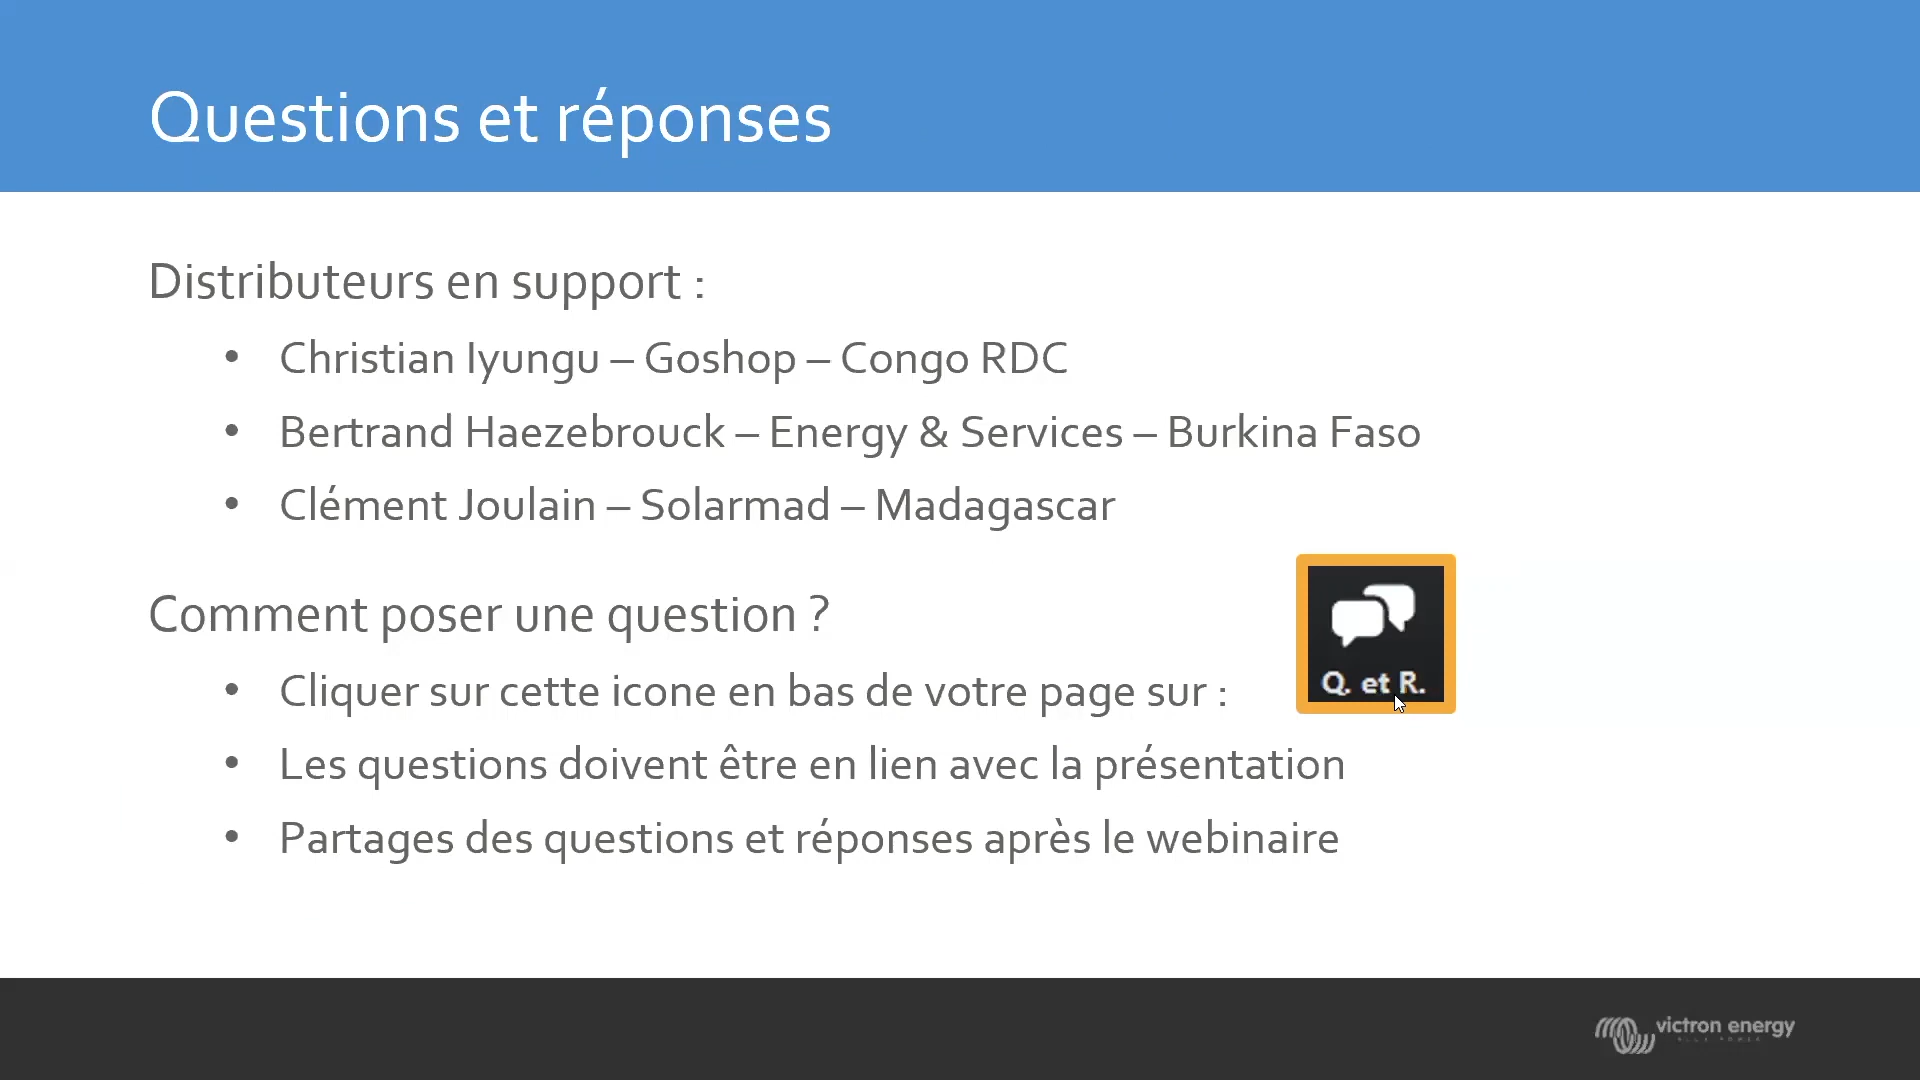 Questions et réponses
Distributeurs en support :
• Christian Iyungu – Goshop – Congo RDC
• Bertrand Haezebrouck – Energy & Services – Burkina Faso
• Clément Joulain – Solarmad – Madagascar
Comment poser une question ?
• Cliquer sur cette icone en bas de votre page sur :
Q. et R.
• Les questions doivent être en lien avec la présentation
• Partages des questions et réponses après le webinaire
victron energy